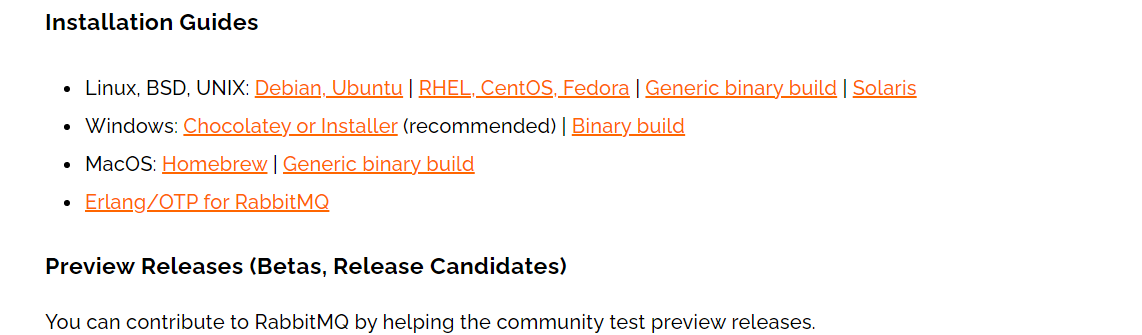 Installation Guides
• Linux, BSD, UNIX: Debian, Ubuntu | RHEL, CentOS, Fedora | Generic binary build | Solaris
• Windows: Chocolatey or Installer (recommended) | Binary build
• MacOS: Homebrew | Generic binary build
• Erlang/OTP for RabbitMQ
Preview Releases (Betas, Release Candidates)
You can contribute to RabbitMQ by helping the community test preview releases.